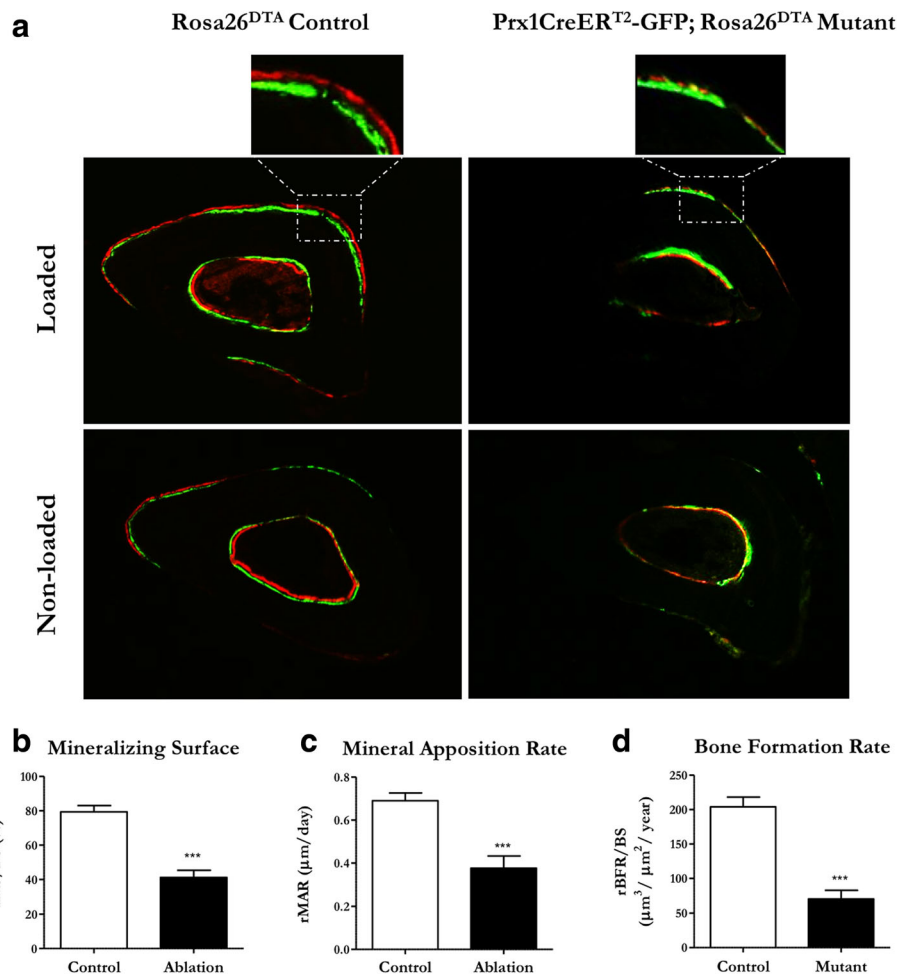 a
Rosa26DTA Control
Prx1CreERT2-GFP; Rosa26DTA Mutant
Loaded
Non-loaded
b
Mineralizing Surface
100
80
60
40
20
0
***
Control
Ablation
c
Mineral Apposition Rate
rMAR (μm/day)
0.8
0.6
0.4
0.2
0.0
***
Control
Ablation
d
Bone Formation Rate
rBFR/BS
(μm³/ μm²/ year)
250
200
150
100
50
0
***
Control
Mutant